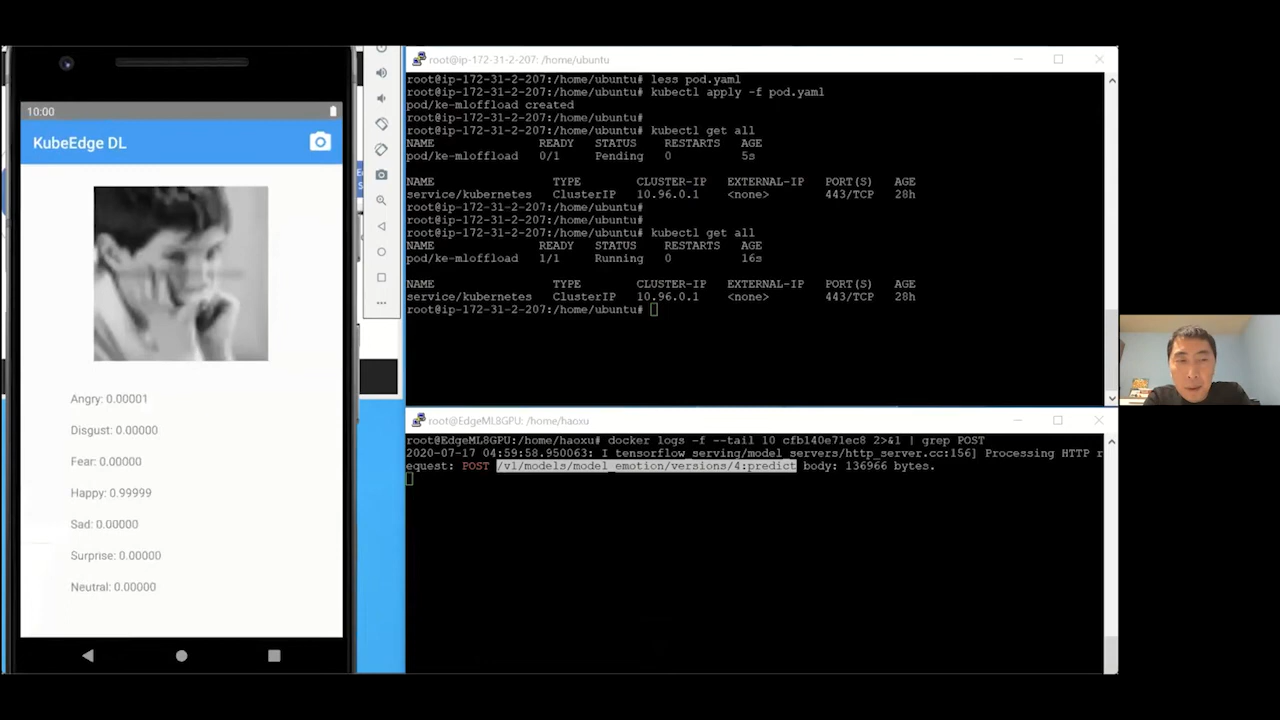 10:00
KubeEdge DL
Angry: 0.00001
Disgust: 0.00000
Fear: 0.00000
Happy: 0.99999
Sad: 0.00000
Surprise: 0.00000
Neutral: 0.00000
root@ip-172-31-2-207: /home/ubuntu
root@ip-172-31-2-207:/home/ubuntu# less pod.yaml
root@ip-172-31-2-207:/home/ubuntu# kubectl apply -f pod.yaml
pod/ke-mloffload created
root@ip-172-31-2-207:/home/ubuntu#
root@ip-172-31-2-207:/home/ubuntu# kubectl get all
NAME READY STATUS RESTARTS AGE
pod/ke-mloffload 0/1 Pending 0 5s
NAME TYPE CLUSTER-IP EXTERNAL-IP PORT(S) AGE
service/kubernetes ClusterIP 10.96.0.1 <none> 443/TCP 28h
root@ip-172-31-2-207:/home/ubuntu#
root@ip-172-31-2-207:/home/ubuntu#
root@ip-172-31-2-207:/home/ubuntu# kubectl get all
NAME READY STATUS RESTARTS AGE
pod/ke-mloffload 1/1 Running 0 16s
NAME TYPE CLUSTER-IP EXTERNAL-IP PORT(S) AGE
service/kubernetes ClusterIP 10.96.0.1 <none> 443/TCP 28h
root@ip-172-31-2-207:/home/ubuntu#
root@EdgeML8GPU: /home/haoxu
root@EdgeML8GPU:/home/haoxu# docker logs -f --tail 10 cfb140e71ec8 2>&1 | grep POST
2020-07-17 04:59:58.950063: I tensorflow_serving/model_servers/http_server.cc:156] Processing HTTP r
equest: POST /v1/models/model_emotion/versions/4:predict body: 136966 bytes.